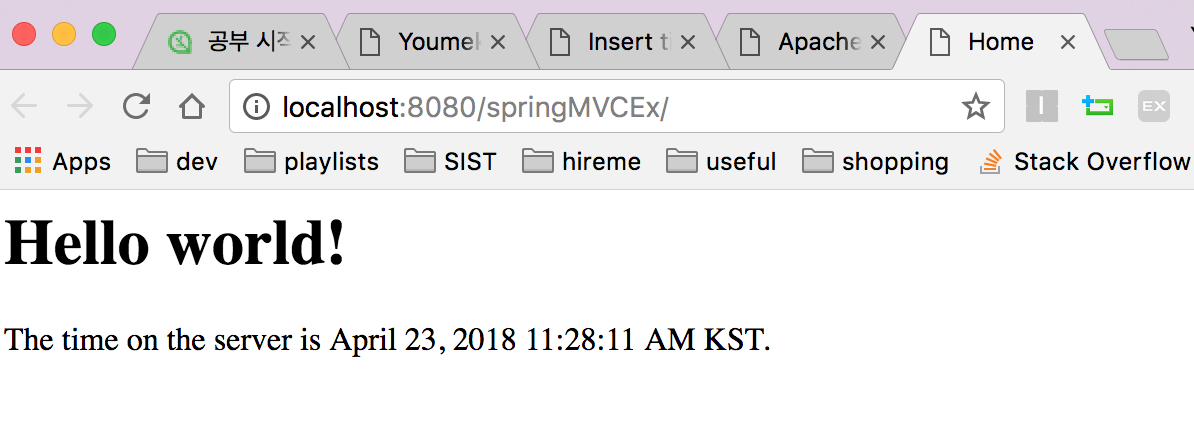 공부 시작 Youmek Insert t Apache Home
localhost:8080/springMVCEx/ EX
Apps dev playlists SIST hireme useful shopping Stack Overflow
Hello world!
The time on the server is April 23, 2018 11:28:11 AM KST.